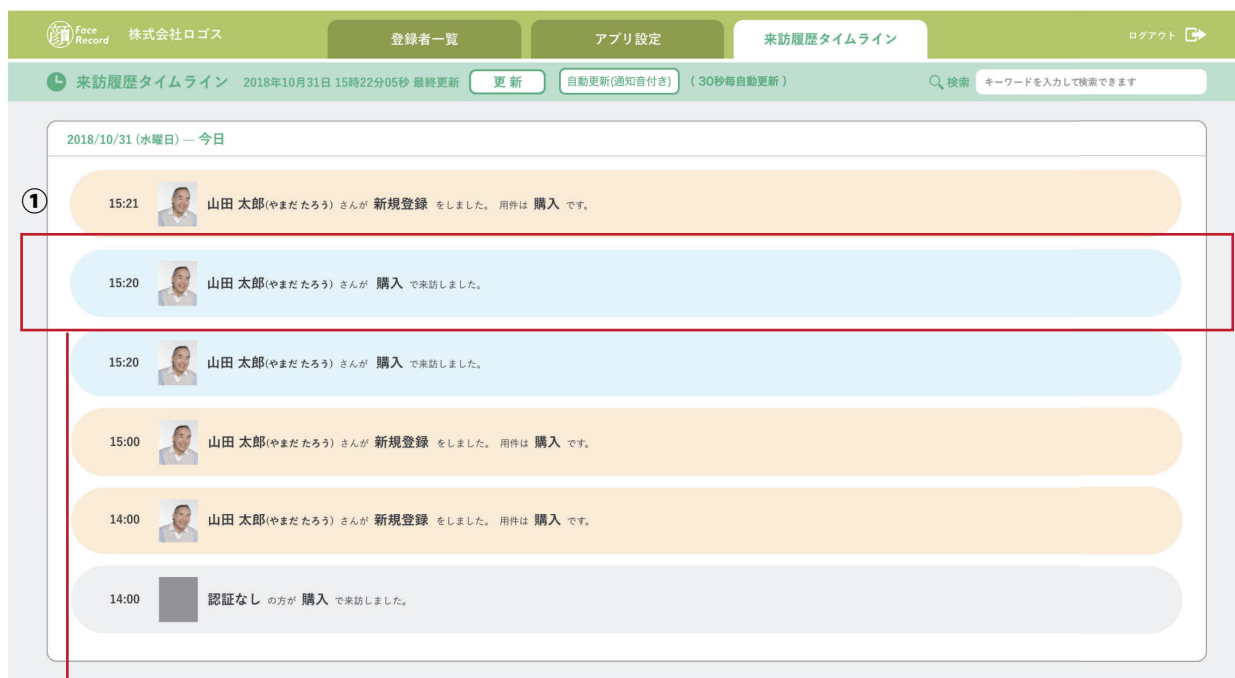 顔 Face Record 株式会社ロゴス 登録者一覧 アプリ設定 来訪履歴タイムライン ログアウト
来訪履歴タイムライン 2018年10月31日 15時22分05秒 最終更新 更 新 自動更新(通知音付き) ( 30秒毎自動更新 ) 検索 キーワードを入力して検索できます
2018/10/31 (水曜日) — 今日
①
15:21 山田 太郎(やまだ たろう) さんが 新規登録 をしました。 用件は 購入 です。
15:20 山田 太郎(やまだ たろう) さんが 購入 で来訪しました。
15:20 山田 太郎(やまだ たろう) さんが 購入 で来訪しました。
15:00 山田 太郎(やまだ たろう) さんが 新規登録 をしました。 用件は 購入 です。
14:00 山田 太郎(やまだ たろう) さんが 新規登録 をしました。 用件は 購入 です。
14:00 認証なし の方が 購入 で来訪しました。